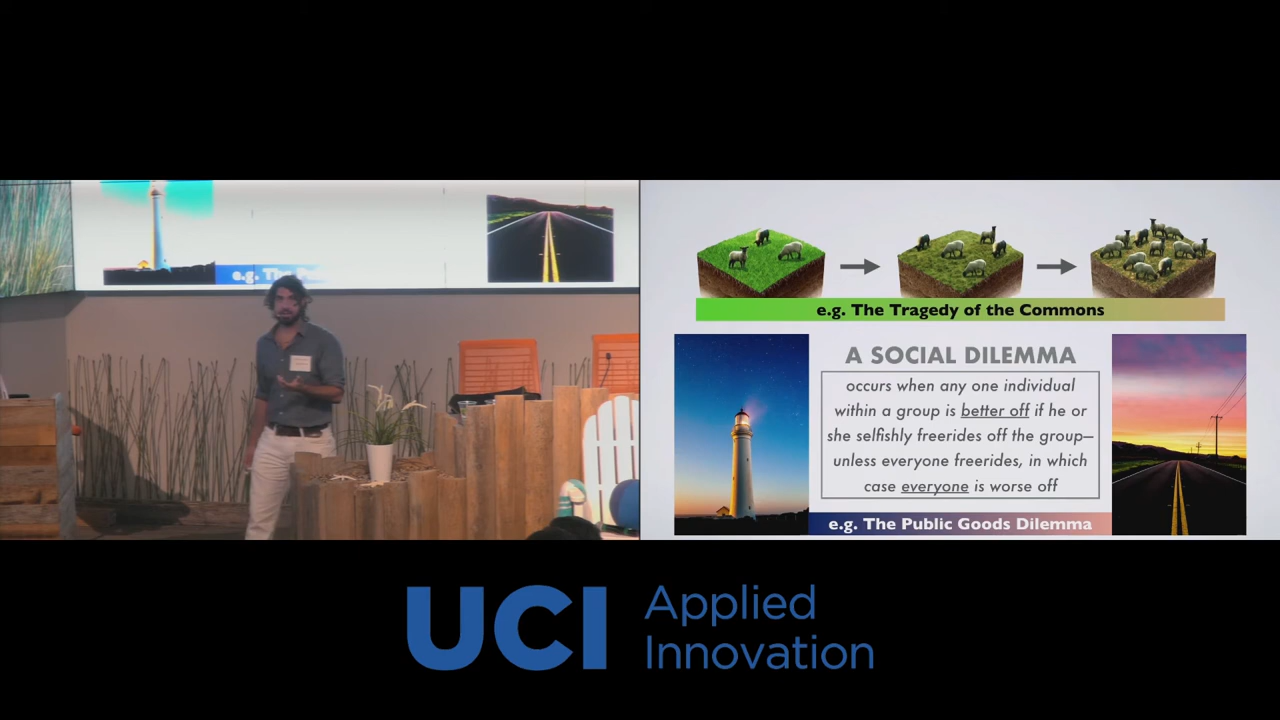 e.g. The
e.g. The Tragedy of the Commons
A SOCIAL DILEMMA
occurs when any one individual
within a group is better off if he or
she selfishly freerides off the group—
unless everyone freerides, in which
case everyone is worse off
e.g. The Public Goods Dilemma
UCI Applied
Innovation